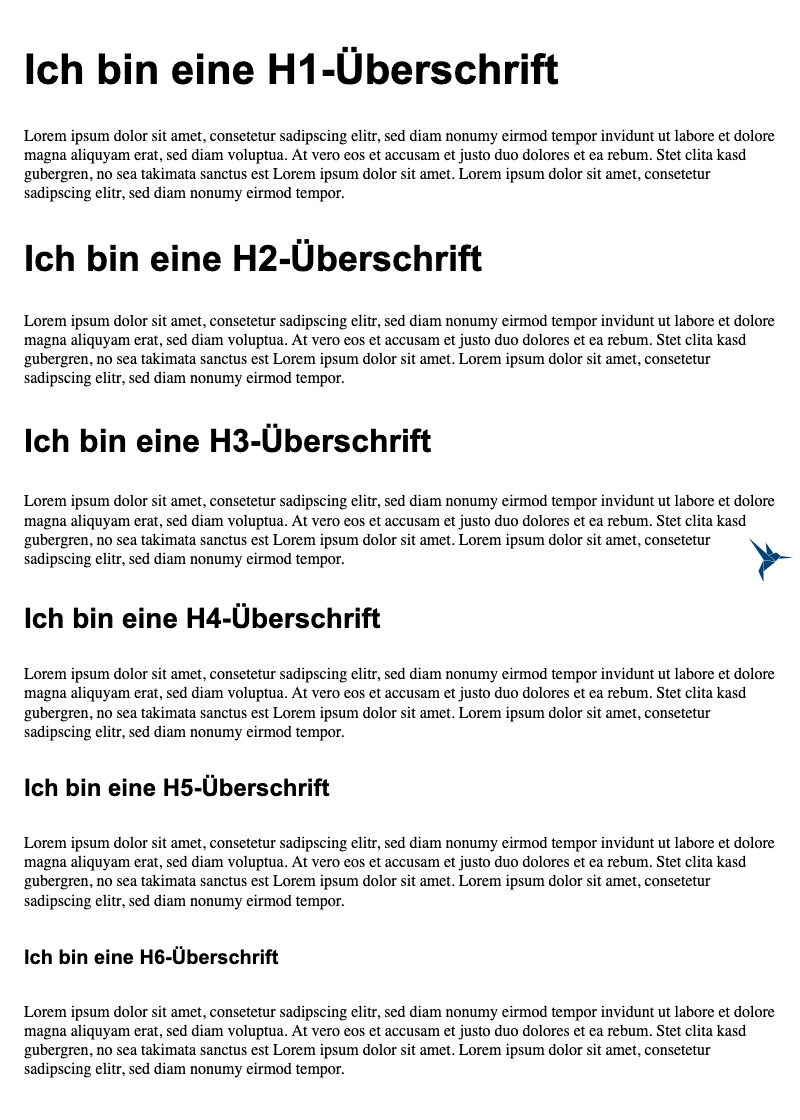 Ich bin eine H1-Überschrift
Lorem ipsum dolor sit amet, consetetur sadipscing elitr, sed diam nonumy eirmod tempor invidunt ut labore et dolore
magna aliquyam erat, sed diam voluptua. At vero eos et accusam et justo duo dolores et ea rebum. Stet clita kasd
gubergren, no sea takimata sanctus est Lorem ipsum dolor sit amet. Lorem ipsum dolor sit amet, consetetur
sadipscing elitr, sed diam nonumy eirmod tempor.
Ich bin eine H2-Überschrift
Lorem ipsum dolor sit amet, consetetur sadipscing elitr, sed diam nonumy eirmod tempor invidunt ut labore et dolore
magna aliquyam erat, sed diam voluptua. At vero eos et accusam et justo duo dolores et ea rebum. Stet clita kasd
gubergren, no sea takimata sanctus est Lorem ipsum dolor sit amet. Lorem ipsum dolor sit amet, consetetur
sadipscing elitr, sed diam nonumy eirmod tempor.
Ich bin eine H3-Überschrift
Lorem ipsum dolor sit amet, consetetur sadipscing elitr, sed diam nonumy eirmod tempor invidunt ut labore et dolore
magna aliquyam erat, sed diam voluptua. At vero eos et accusam et justo duo dolores et ea rebum. Stet clita kasd
gubergren, no sea takimata sanctus est Lorem ipsum dolor sit amet. Lorem ipsum dolor sit amet, consetetur
sadipscing elitr, sed diam nonumy eirmod tempor.
Ich bin eine H4-Überschrift
Lorem ipsum dolor sit amet, consetetur sadipscing elitr, sed diam nonumy eirmod tempor invidunt ut labore et dolore
magna aliquyam erat, sed diam voluptua. At vero eos et accusam et justo duo dolores et ea rebum. Stet clita kasd
gubergren, no sea takimata sanctus est Lorem ipsum dolor sit amet. Lorem ipsum dolor sit amet, consetetur
sadipscing elitr, sed diam nonumy eirmod tempor.
Ich bin eine H5-Überschrift
Lorem ipsum dolor sit amet, consetetur sadipscing elitr, sed diam nonumy eirmod tempor invidunt ut labore et dolore
magna aliquyam erat, sed diam voluptua. At vero eos et accusam et justo duo dolores et ea rebum. Stet clita kasd
gubergren, no sea takimata sanctus est Lorem ipsum dolor sit amet. Lorem ipsum dolor sit amet, consetetur
sadipscing elitr, sed diam nonumy eirmod tempor.
Ich bin eine H6-Überschrift
Lorem ipsum dolor sit amet, consetetur sadipscing elitr, sed diam nonumy eirmod tempor invidunt ut labore et dolore
magna aliquyam erat, sed diam voluptua. At vero eos et accusam et justo duo dolores et ea rebum. Stet clita kasd
gubergren, no sea takimata sanctus est Lorem ipsum dolor sit amet. Lorem ipsum dolor sit amet, consetetur
sadipscing elitr, sed diam nonumy eirmod tempor.